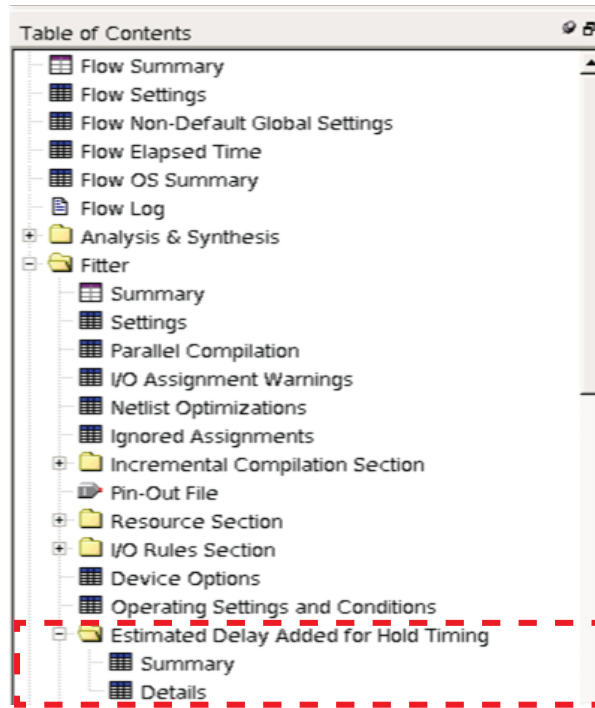 Table of Contents
Flow Summary
Flow Settings
Flow Non-Default Global Settings
Flow Elapsed Time
Flow OS Summary
Flow Log
Analysis & Synthesis
Fitter
Summary
Settings
Parallel Compilation
I/O Assignment Warnings
Netlist Optimizations
Ignored Assignments
Incremental Compilation Section
Pin-Out File
Resource Section
I/O Rules Section
Device Options
Operating Settings and Conditions
Estimated Delay Added for Hold Timing
Summary
Details